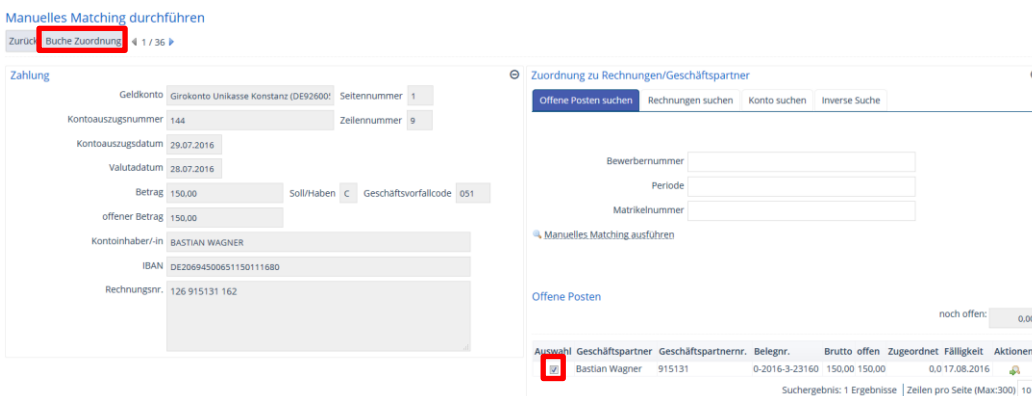 Manuelles Matching durchführen
Zurück Buche Zuordnung 1 / 36
Zahlung
Geldkonto Girokonto Unikasse Konstanz (DE92600! Seitennummer 1
Kontoauszugsnummer 144 Zeilennummer 9
Kontoauszugsdatum 29.07.2016
Valutadatum 28.07.2016
Betrag 150,00 Soll/Haben C Geschäftsvorfallcode 051
offener Betrag 150,00
Kontoinhaber/-in BASTIAN WAGNER
IBAN DE20694500651150111680
Rechnungsnr. 126 915131 162
Zuordnung zu Rechnungen/Geschäftspartner
Offene Posten suchen Rechnungen suchen Konto suchen Inverse Suche
Bewerbernummer
Periode
Matrikelnummer
Manuelles Matching ausführen
Offene Posten
noch offen: 0,00
Auswahl Geschäftspartner Geschäftspartnernr. Belegnr. Brutto offen Zugeordnet Fälligkeit Aktionen
Bastian Wagner 915131 0-2016-3-23160 150,00 150,00 0,0 17.08.2016
Suchergebnis: 1 Ergebnisse Zeilen pro Seite (Max:300) 10